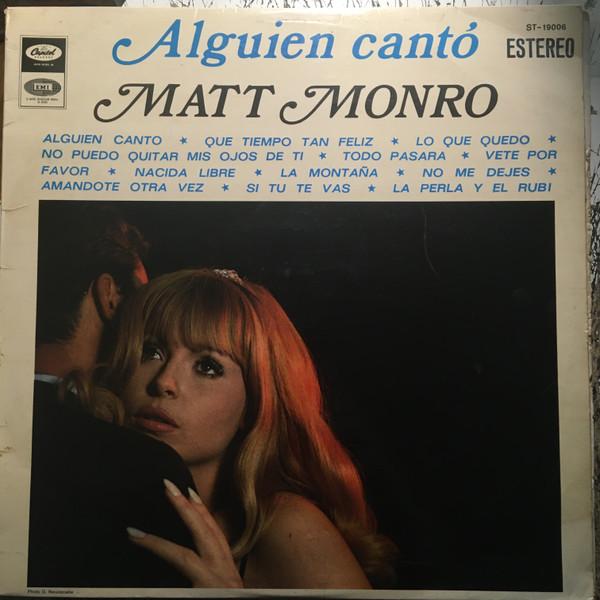 ST-19006
Alguien cantó
ESTEREO
Capitol
EMI
MATT MONRO
ALGUIEN CANTO ★ QUE TIEMPO TAN FELIZ ★ LO QUE QUEDO ★
NO PUEDO QUITAR MIS OJOS DE TI ★ TODO PASARA ★ VETE POR
FAVOR ★ NACIDA LIBRE ★ LA MONTAÑA ★ NO ME DEJES ★
AMANDOTE OTRA VEZ ★ SI TU TE VAS ★ LA PERLA Y EL RUBI